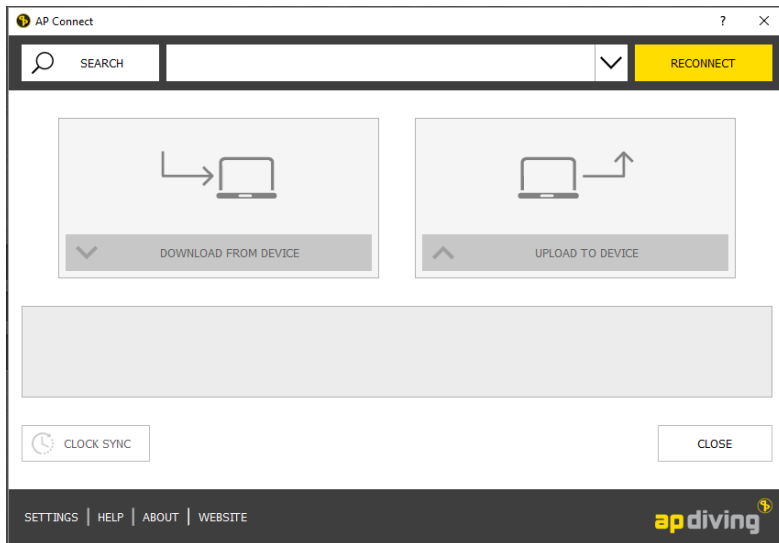 AP Connect
SEARCH
RECONNECT
DOWNLOAD FROM DEVICE
UPLOAD TO DEVICE
CLOCK SYNC
CLOSE
SETTINGS | HELP | ABOUT | WEBSITE
apdiving